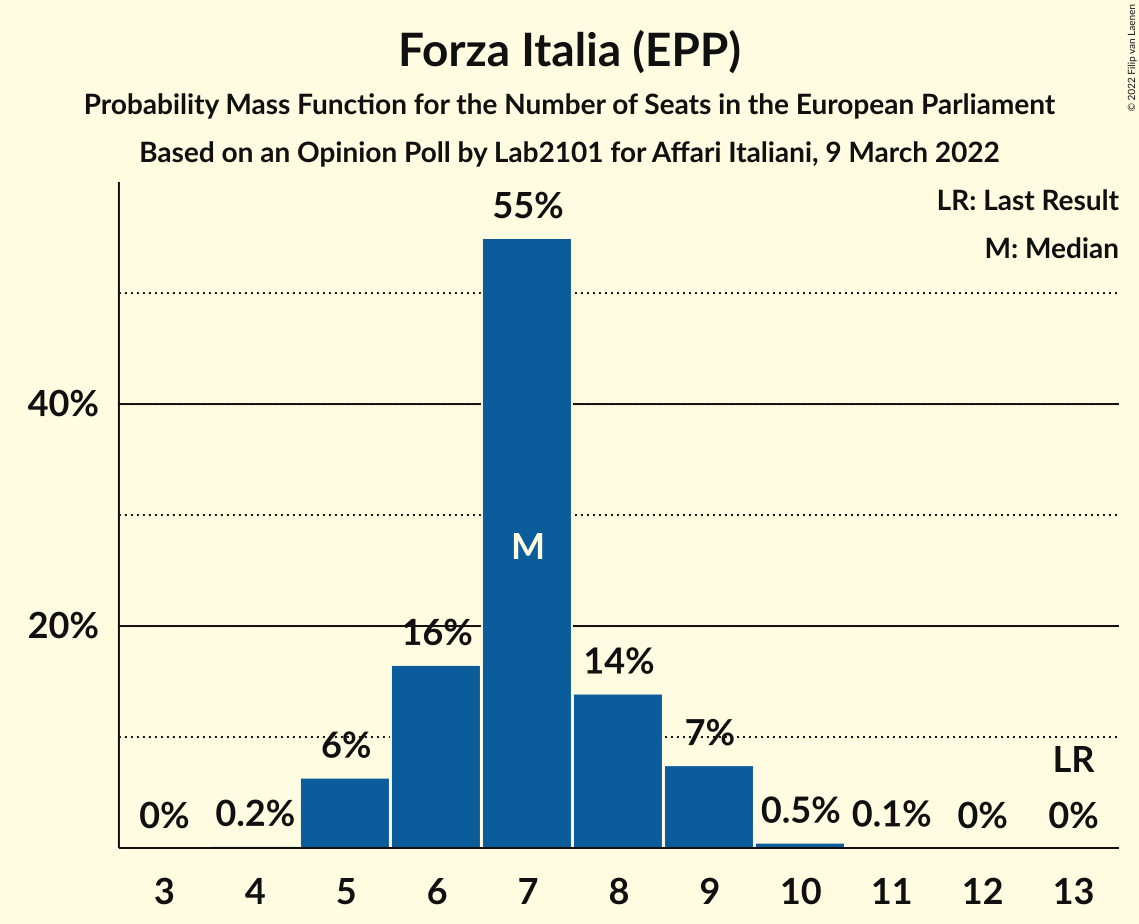 Forza Italia (EPP)
Probability Mass Function for the Number of Seats in the European Parliament
Based on an Opinion Poll by Lab2101 for Affari Italiani, 9 March 2022
© 2022 Filip van Laenen
LR: Last Result
M: Median
55%
40%
M
20%
16%
14%
6%
7%
LR
0%
0.2%
0.5%
0.1%
0%
0%
3 4 5 6 7 8 9 10 11 12 13